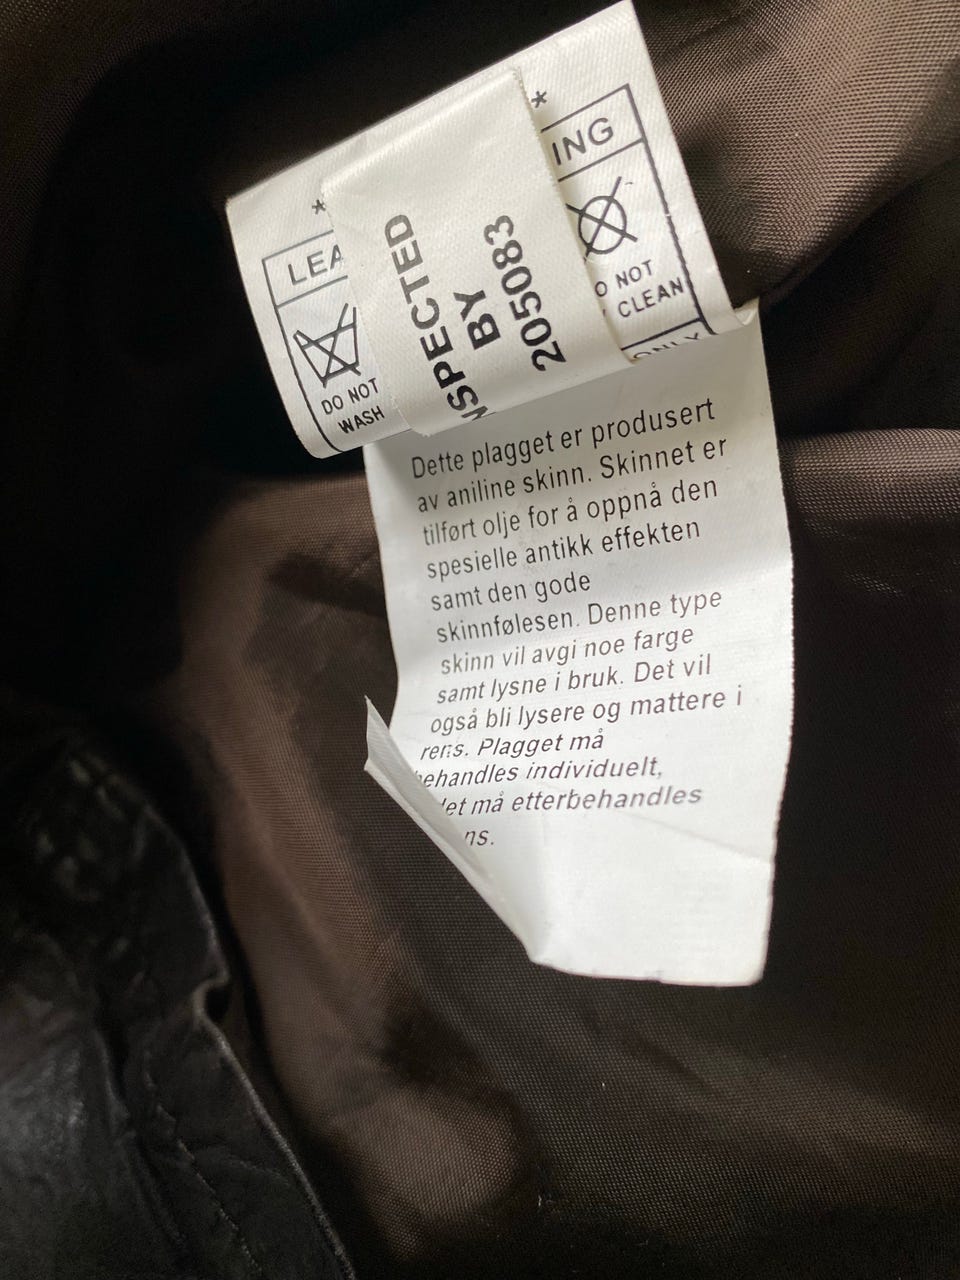 *
*
LEA
ING
DO NOT
WASH
O NOT
CLEAN
ONLY
NSPECTED
BY
205083
Dette plagget er produsert
av aniline skinn. Skinnet er
tilført olje for å oppnå den
spesielle antikk effekten
samt den gode
skinnfølesen. Denne type
skinn vil avgi noe farge
samt lysne i bruk. Det vil
også bli lysere og mattere i
rens. Plagget må
behandles individuelt,
det må etterbehandles
ns.